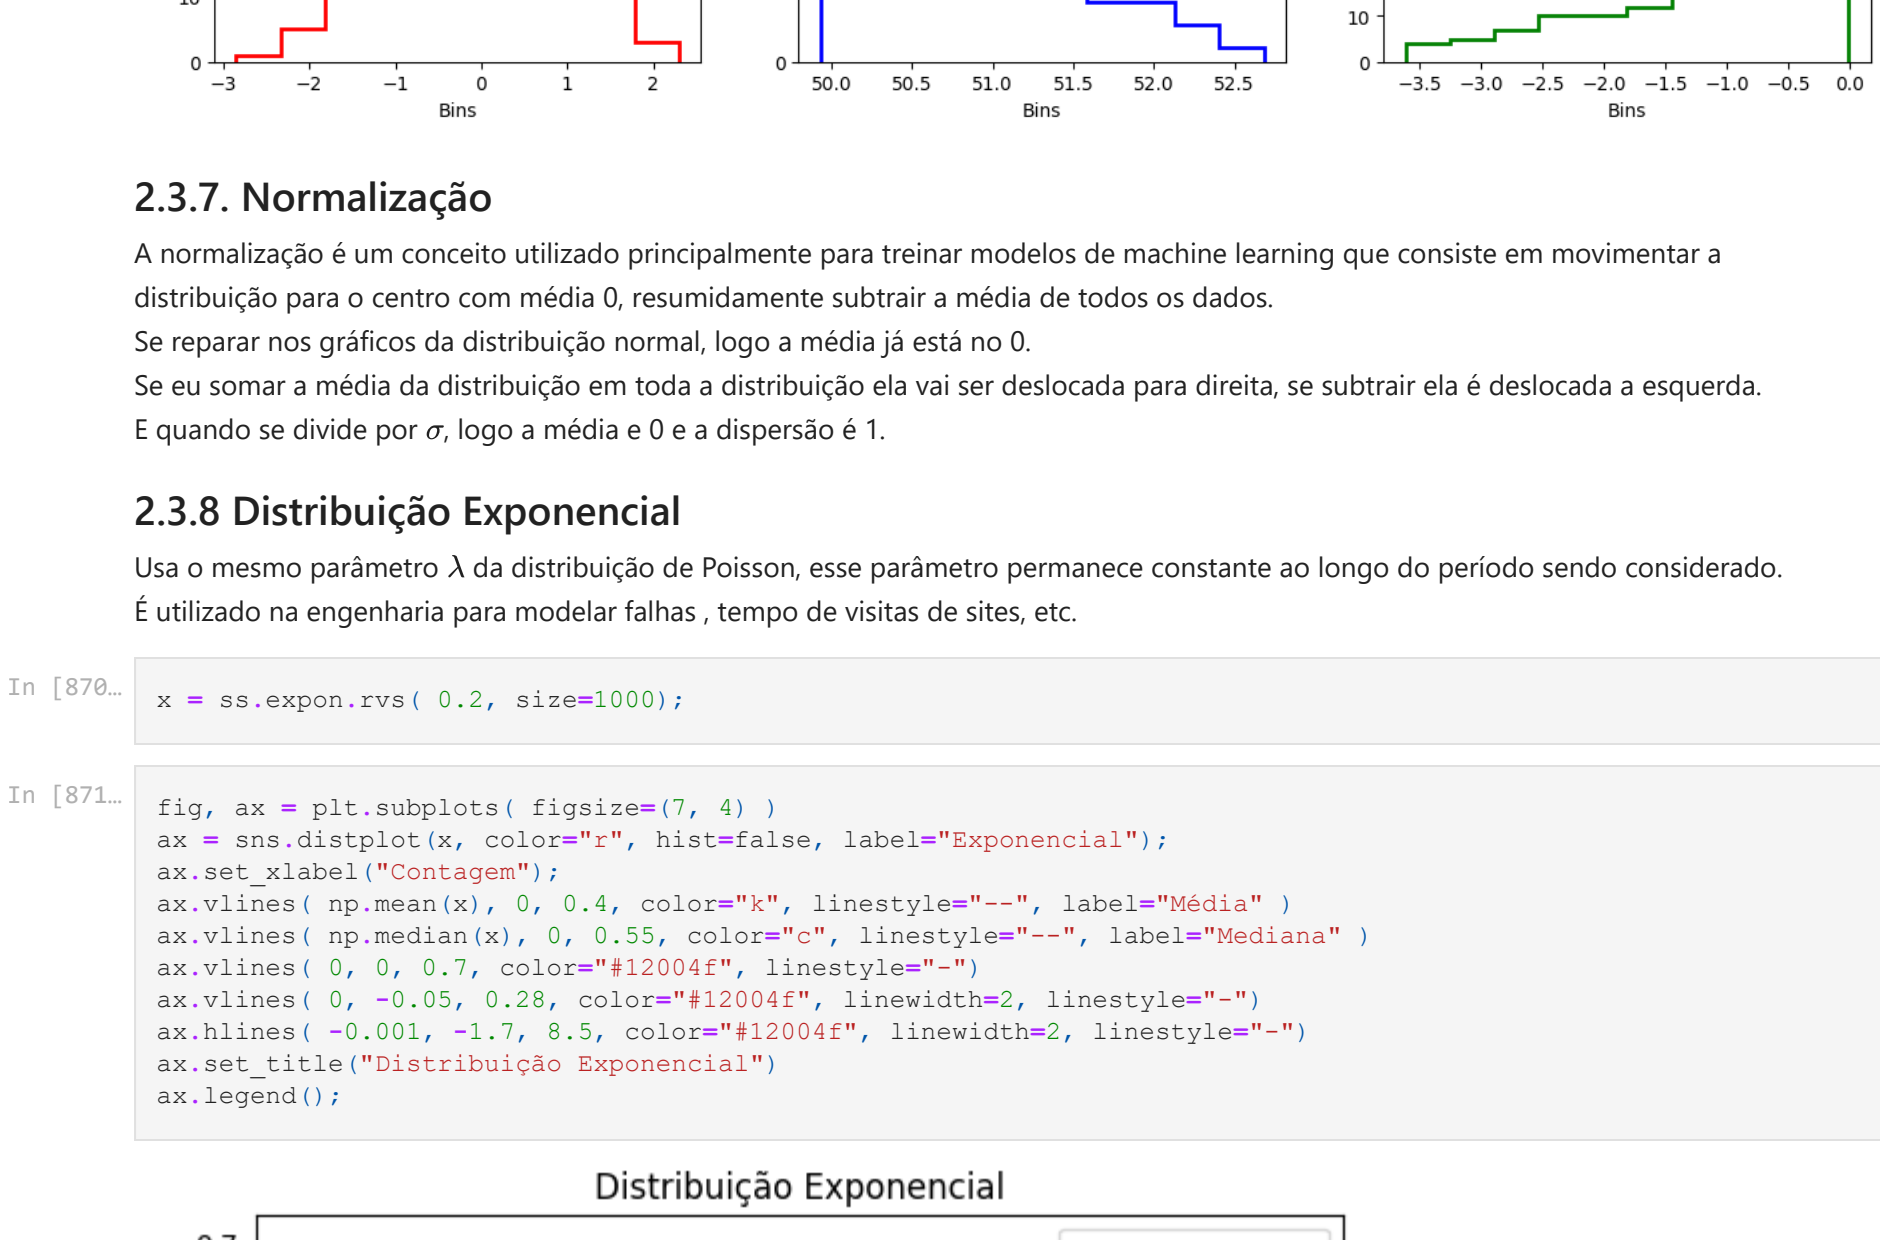 10
0
−3 −2 −1 0 1 2
Bins
0
50.0 50.5 51.0 51.5 52.0 52.5
Bins
10
0
−3.5 −3.0 −2.5 −2.0 −1.5 −1.0 −0.5 0.0
Bins
2.3.7. Normalização
A normalização é um conceito utilizado principalmente para treinar modelos de machine learning que consiste em movimentar a
distribuição para o centro com média 0, resumidamente subtrair a média de todos os dados.
Se reparar nos gráficos da distribuição normal, logo a média já está no 0.
Se eu somar a média da distribuição em toda a distribuição ela vai ser deslocada para direita, se subtrair ela é deslocada a esquerda.
E quando se divide por σ, logo a média e 0 e a dispersão é 1.
2.3.8 Distribuição Exponencial
Usa o mesmo parâmetro λ da distribuição de Poisson, esse parâmetro permanece constante ao longo do período sendo considerado.
É utilizado na engenharia para modelar falhas , tempo de visitas de sites, etc.
In [870…
x = ss.expon.rvs( 0.2, size=1000);
In [871…
fig, ax = plt.subplots( figsize=(7, 4) )
ax = sns.distplot(x, color="r", hist=false, label="Exponencial");
ax.set_xlabel("Contagem");
ax.vlines( np.mean(x), 0, 0.4, color="k", linestyle="--", label="Média" )
ax.vlines( np.median(x), 0, 0.55, color="c", linestyle="--", label="Mediana" )
ax.vlines( 0, 0, 0.7, color="#12004f", linestyle="-")
ax.vlines( 0, -0.05, 0.28, color="#12004f", linewidth=2, linestyle="-")
ax.hlines( -0.001, -1.7, 8.5, color="#12004f", linewidth=2, linestyle="-")
ax.set_title("Distribuição Exponencial")
ax.legend();
Distribuição Exponencial
0.7